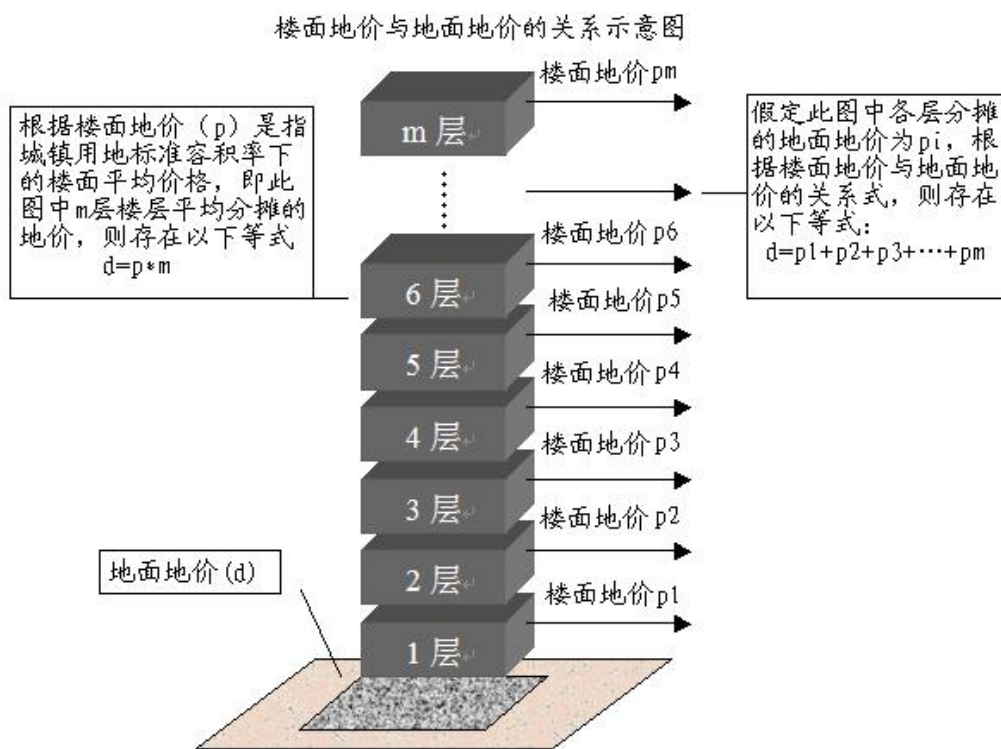 楼面地价与地面地价的关系示意图
楼面地价pm
m 层
根据楼面地价（p）是指
城镇用地标准容积率下
的楼面平均价格，即此
图中m层楼层平均分摊的
地价，则存在以下等式
d=p*m
假定此图中各层分摊
的地面地价为pi，根
据楼面地价与地面地
价的关系式，则存在
以下等式：
d=p1+p2+p3+…+pm
楼面地价p6
6 层
楼面地价p5
5 层
楼面地价p4
4 层
楼面地价p3
3 层
楼面地价p2
2 层
地面地价(d)
楼面地价p1
1 层